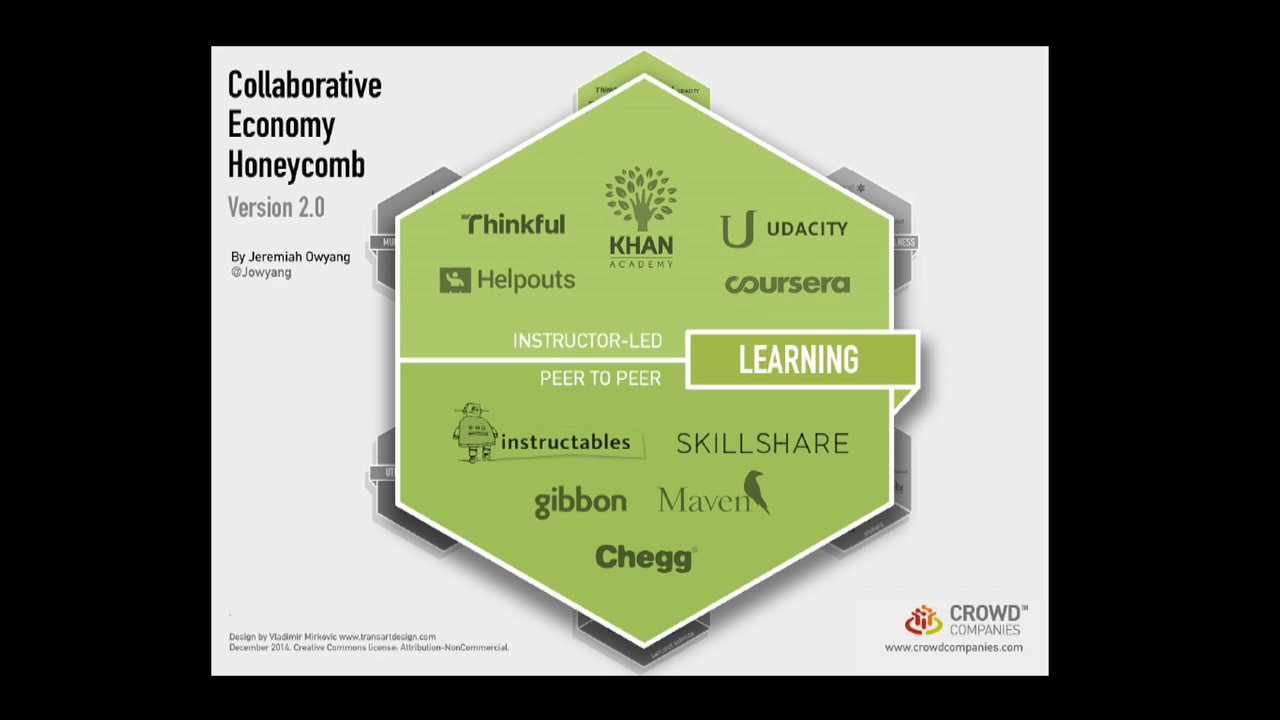 Collaborative
Economy
Honeycomb
Version 2.0
By Jeremiah Owyang
@Jowyang
Thinkful
KHAN
ACADEMY
UDACITY
Helpouts
coursera
INSTRUCTOR-LED
LEARNING
PEER TO PEER
instructables
SKILLSHARE
gibbon
Maven
Chegg
Design by Vladimir Mirkovic www.transartdesign.com
December 2014. Creative Commons license: Attribution-NonCommercial.
CROWD™
COMPANIES
www.crowdcompanies.com